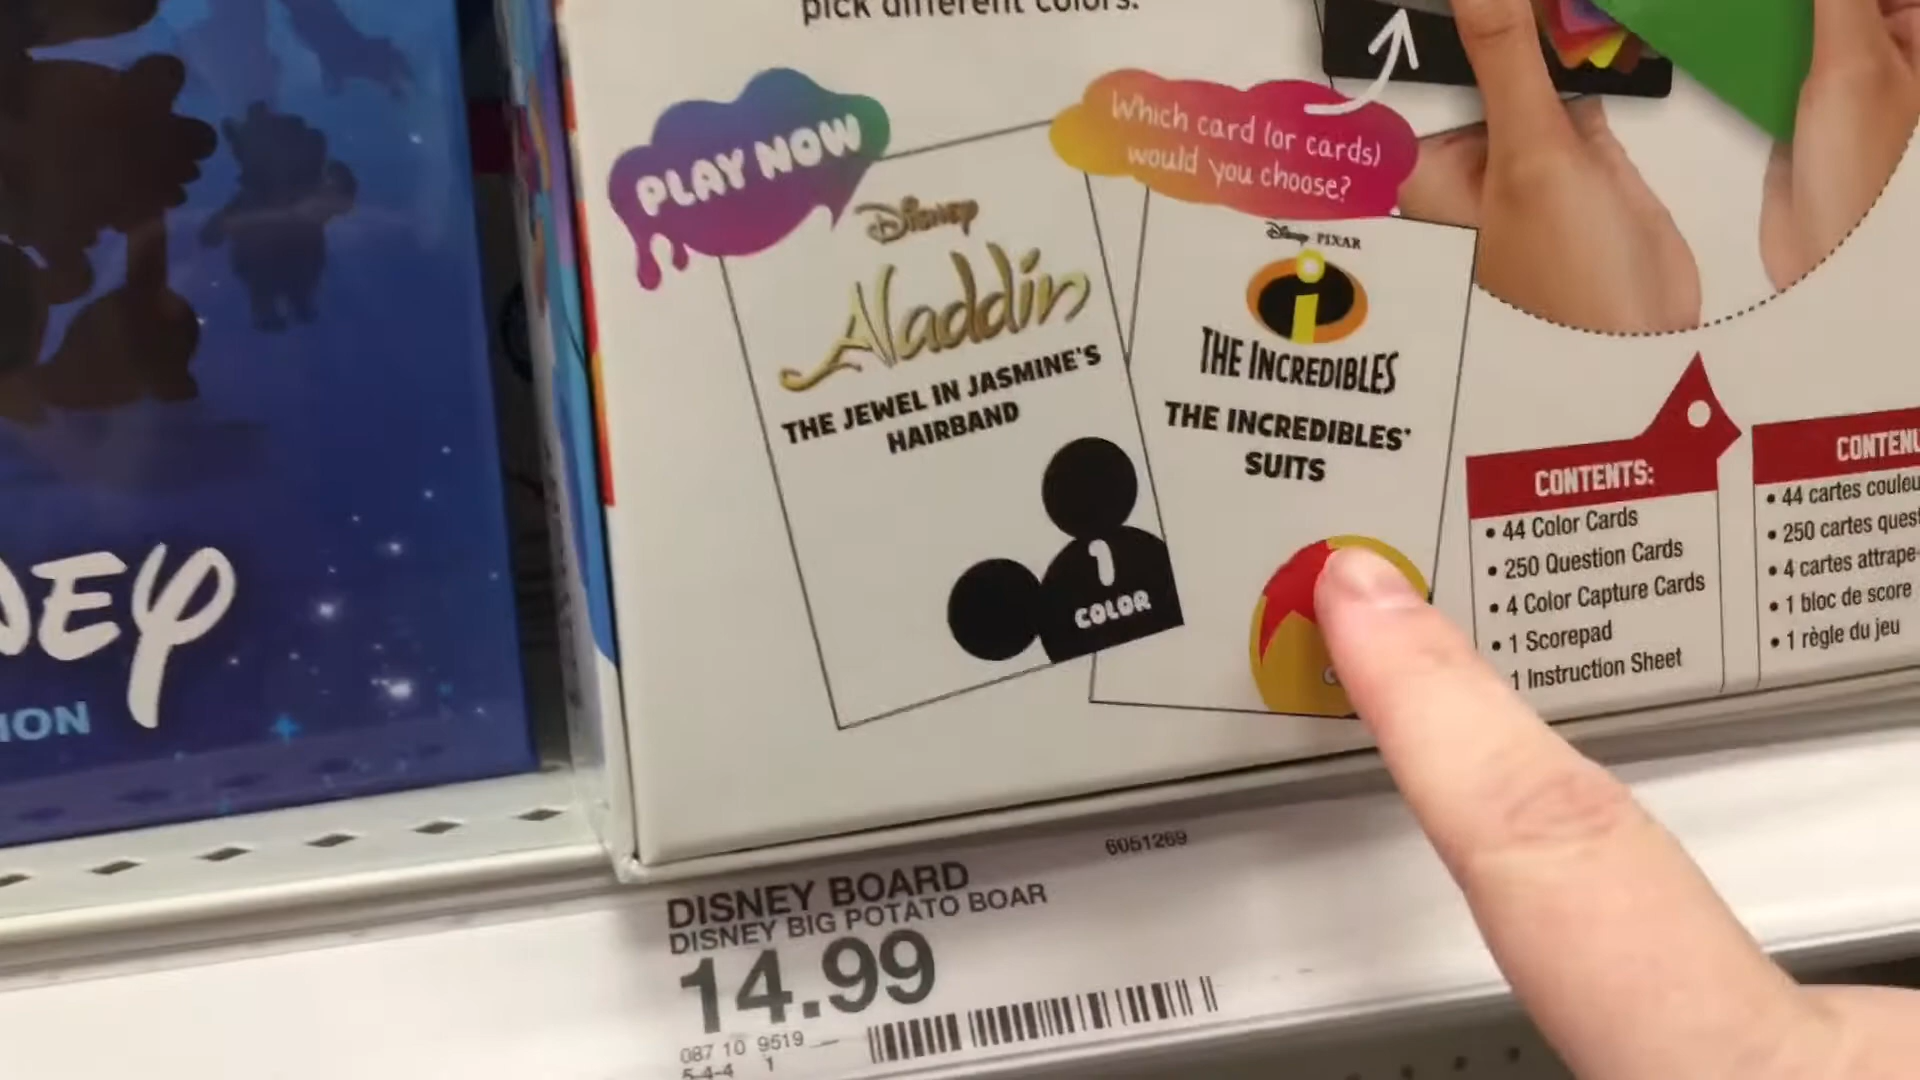 pick different colors.
PLAY NOW
Which card (or cards)
would you choose?
Disney
Aladdin
THE JEWEL IN JASMINE'S
HAIRBAND
1
COLOR
Disney PIXAR
i
THE INCREDIBLES
THE INCREDIBLES'
SUITS
CONTENTS:
• 44 Color Cards
• 250 Question Cards
• 4 Color Capture Cards
• 1 Scorepad
1 Instruction Sheet
CONTENU
• 44 cartes couleu
• 250 cartes quest
• 4 cartes attrape-
• 1 bloc de score
• 1 règle du jeu
NEY
ION
6051269
DISNEY BOARD
DISNEY BIG POTATO BOAR
14.99
087 10 9519
5-4-4 1